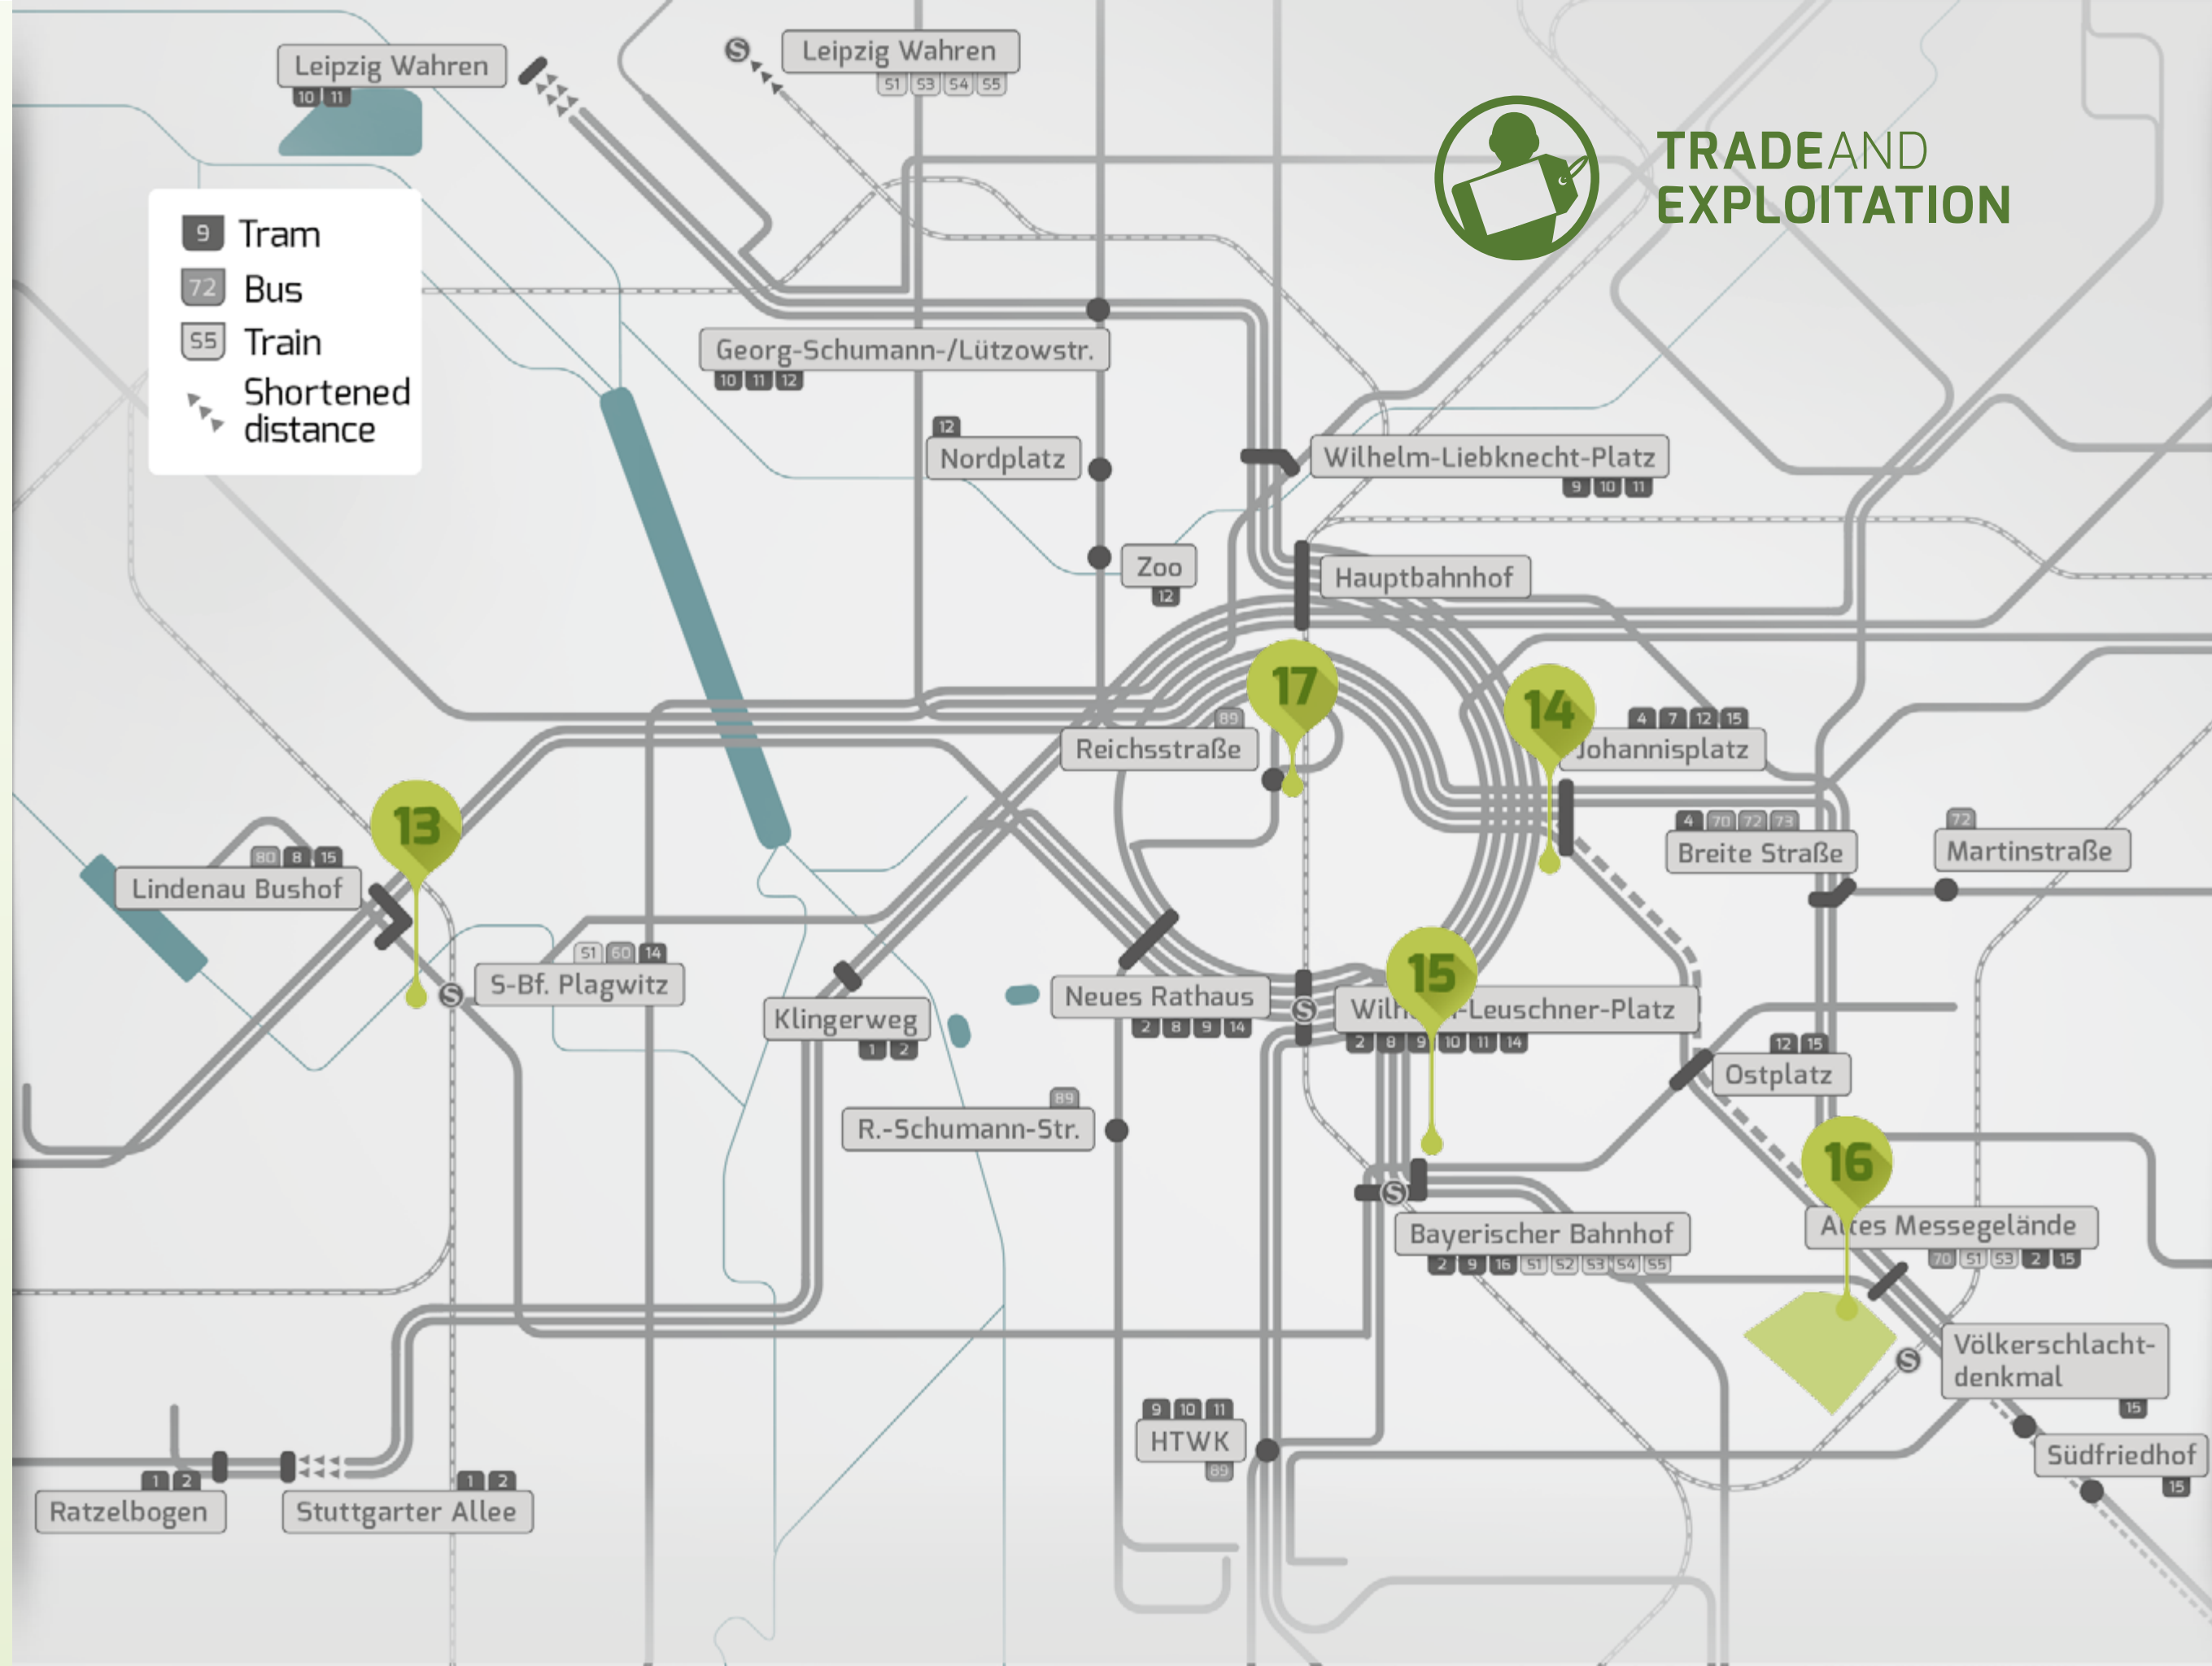 Leipzig Wahren
10 11
Leipzig Wahren
S1 S3 S4 S5
TRADEAND
EXPLOITATION
9 Tram
72 Bus
S5 Train
Shortened
distance
Georg-Schumann-/Lützowstr.
10 11 12
12
Nordplatz
Wilhelm-Liebknecht-Platz
9 10 11
Zoo
12
Hauptbahnhof
17
14
89
Reichsstraße
4 7 12 15
Johannisplatz
13
80 8 15
Lindenau Bushof
4 70 72 73
Breite Straße
72
Martinstraße
S1 60 14
S-Bf. Plagwitz
S
Klingerweg
1 2
Neues Rathaus
2 8 9 14
S
15
Wilhelm-Leuschner-Platz
2 8 9 10 11 14
12 15
Ostplatz
89
R.-Schumann-Str.
16
S
Bayerischer Bahnhof
2 9 16 S1 S2 S3 S4 S5
Altes Messegelände
70 S1 S3 2 15
S
Völkerschlacht-
denkmal
15
9 10 11
HTWK
89
Südfriedhof
15
1 2
Ratzelbogen
1 2
Stuttgarter Allee
S